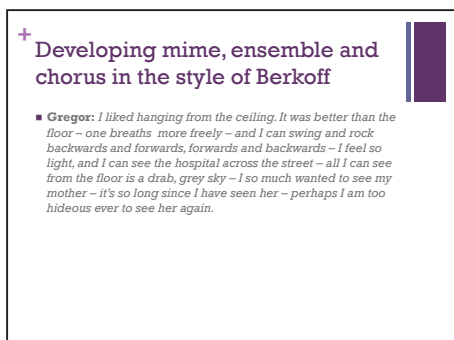 +
Developing mime, ensemble and
chorus in the style of Berkoff
■ Gregor: I liked hanging from the ceiling. It was better than the
floor – one breaths more freely – and I can swing and rock
backwards and forwards, forwards and backwards – I feel so
light, and I can see the hospital across the street – all I can see
from the floor is a drab, grey sky – I so much wanted to see my
mother – it's so long since I have seen her – perhaps I am too
hideous ever to see her again.